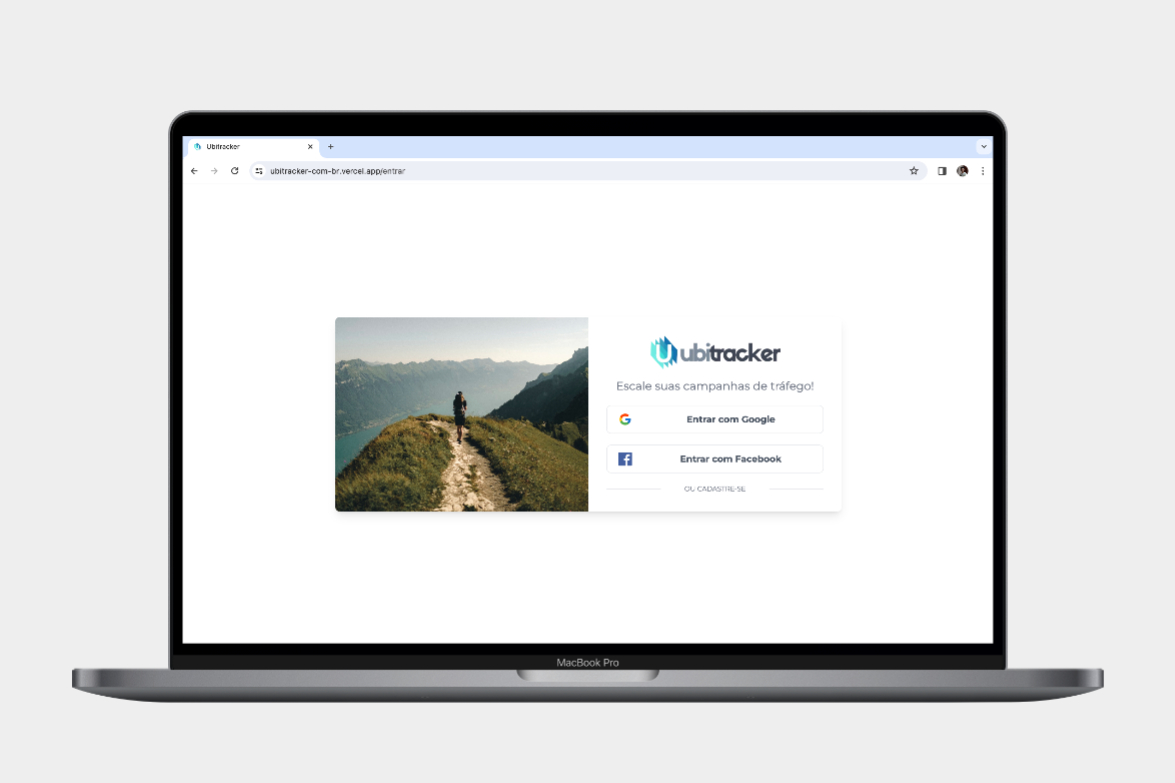 Ubitracker
ubitracker-com-br.vercel.app/entrar
ubitracker
Escale suas campanhas de tráfego!
Entrar com Google
Entrar com Facebook
OU CADASTRE-SE
MacBook Pro